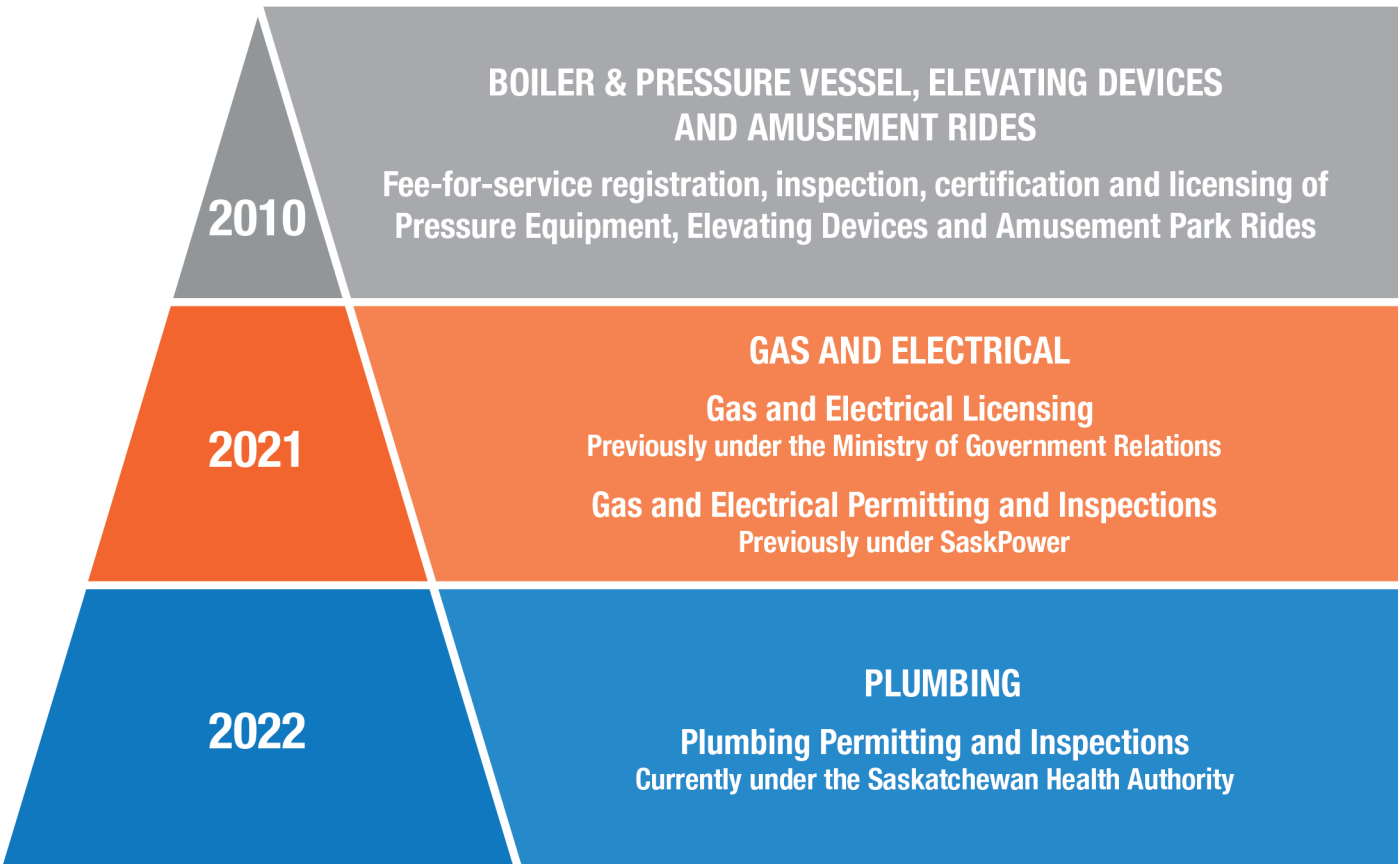 BOILER & PRESSURE VESSEL, ELEVATING DEVICES
AND AMUSEMENT RIDES
Fee-for-service registration, inspection, certification and licensing of
Pressure Equipment, Elevating Devices and Amusement Park Rides
2010
GAS AND ELECTRICAL
Gas and Electrical Licensing
Previously under the Ministry of Government Relations
2021
Gas and Electrical Permitting and Inspections
Previously under SaskPower
PLUMBING
2022
Plumbing Permitting and Inspections
Currently under the Saskatchewan Health Authority